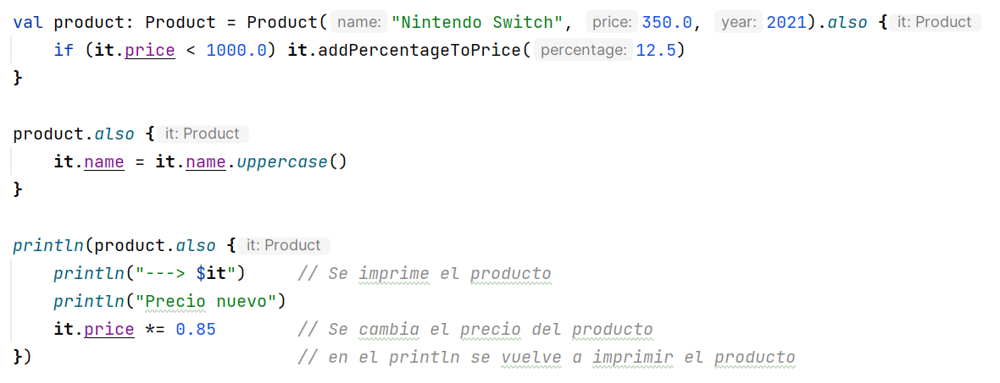 val product: Product = Product( name: "Nintendo Switch", price: 350.0, year: 2021).also { it: Product
    if (it.price < 1000.0) it.addPercentageToPrice( percentage: 12.5)
}
product.also { it: Product
    it.name = it.name.uppercase()
}
println(product.also { it: Product
    println("---> $it")     // Se imprime el producto
    println("Precio nuevo")
    it.price *= 0.85        // Se cambia el precio del producto
})                          // en el println se vuelve a imprimir el producto